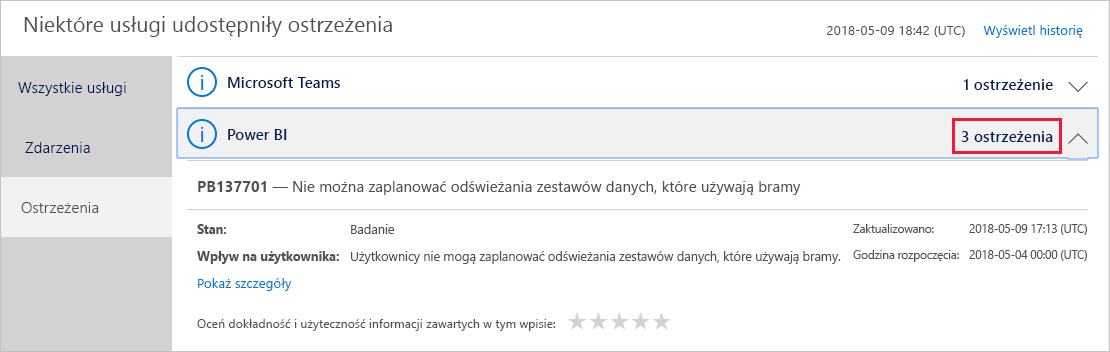 Niektóre usługi udostępniły ostrzeżenia
2018-05-09 18:42 (UTC) Wyświetl historię
Wszystkie usługi
Zdarzenia
Ostrzeżenia
Microsoft Teams 1 ostrzeżenie
Power BI 3 ostrzeżenia
PB137701 — Nie można zaplanować odświeżania zestawów danych, które używają bramy
Stan: Badanie Zaktualizowano: 2018-05-09 17:13 (UTC)
Wpływ na użytkownika: Użytkownicy nie mogą zaplanować odświeżania zestawów danych, które używają bramy. Godzina rozpoczęcia: 2018-05-04 00:00 (UTC)
Pokaż szczegóły
Oceń dokładność i użyteczność informacji zawartych w tym wpisie: